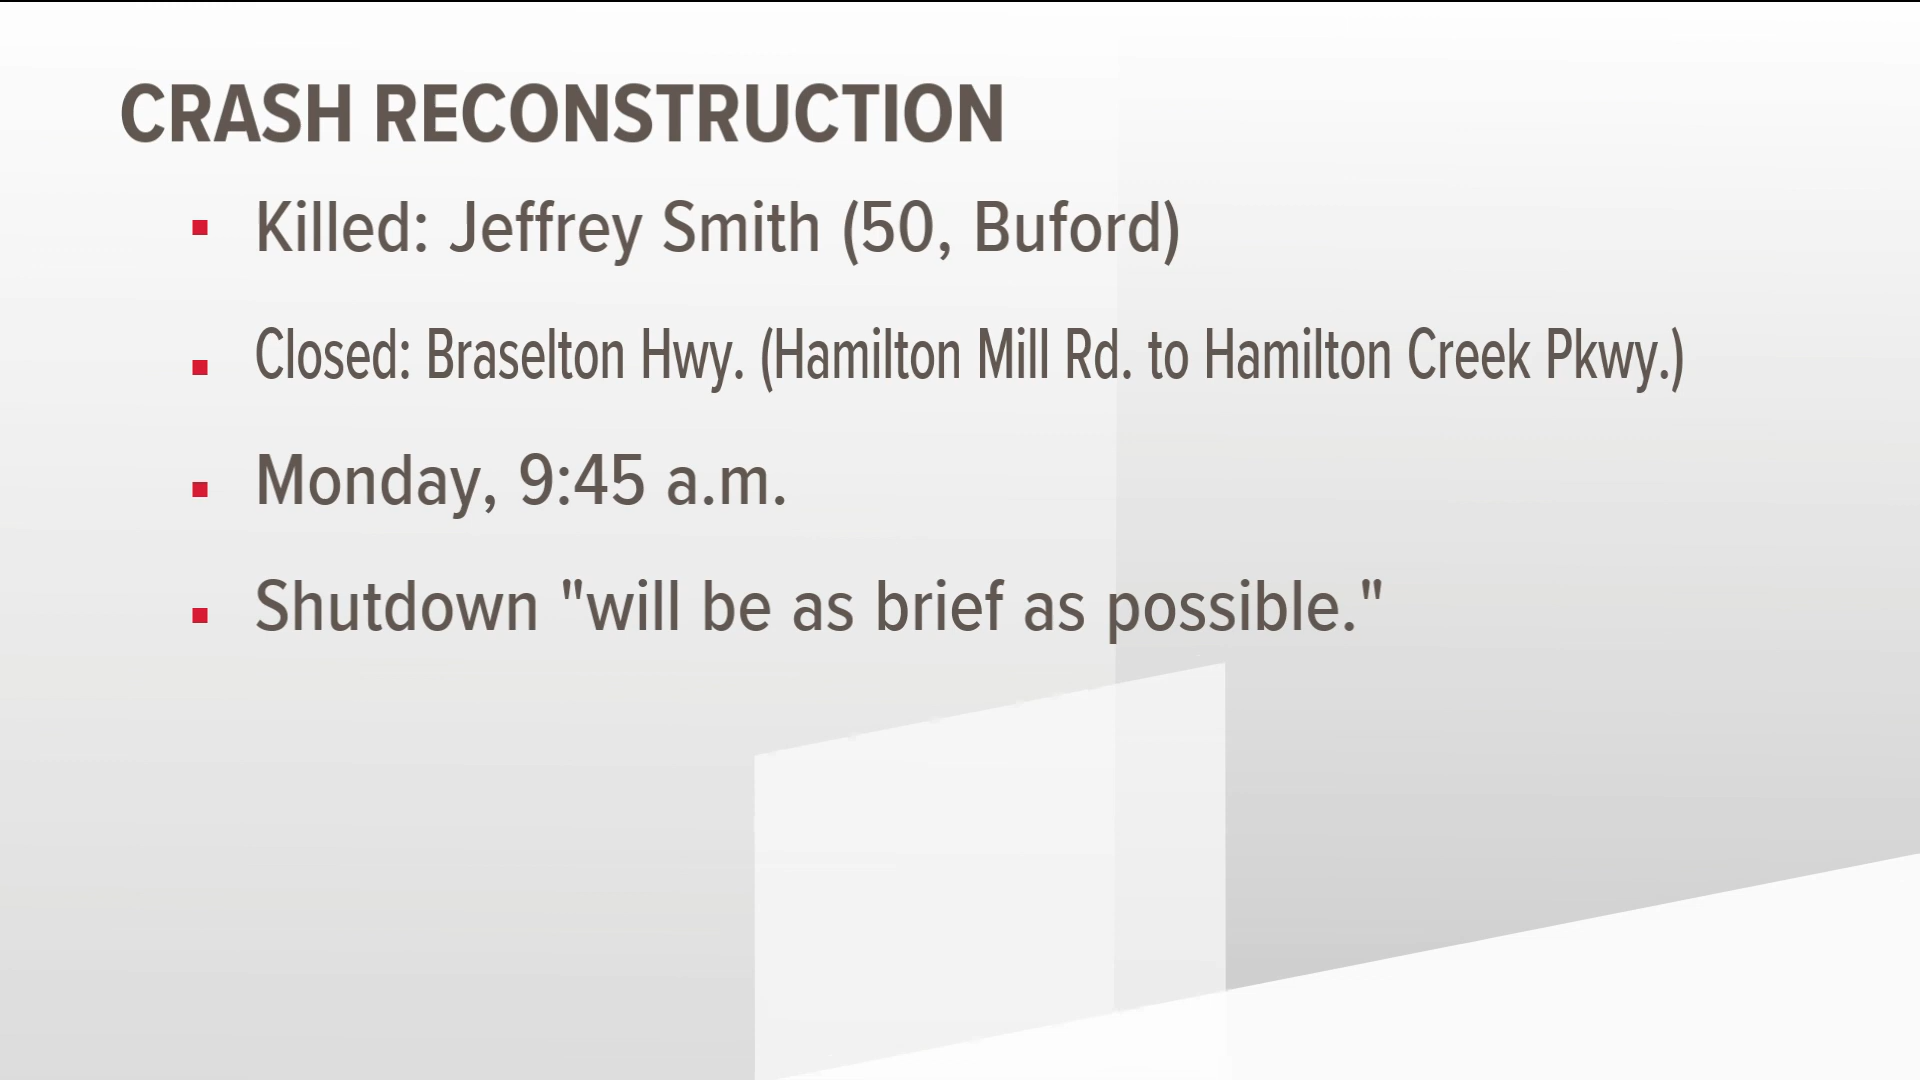 CRASH RECONSTRUCTION
Killed: Jeffrey Smith (50, Buford)
Closed: Braselton Hwy. (Hamilton Mill Rd. to Hamilton Creek Pkwy.)
Monday, 9:45 a.m.
Shutdown "will be as brief as possible."